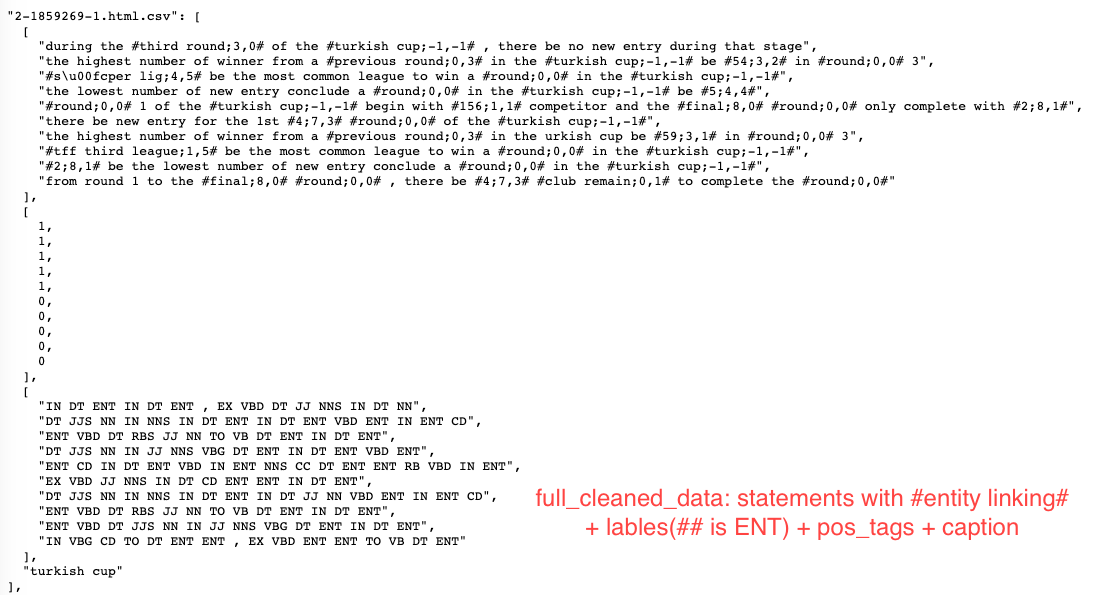 "2-1859269-1.html.csv": [
[
"during the #third round;3,0# of the #turkish cup;-1,-1# , there be no new entry during that stage",
"the highest number of winner from a #previous round;0,3# in the #turkish cup;-1,-1# be #54;3,2# in #round;0,0# 3",
"#s\u00fcper lig;4,5# be the most common league to win a #round;0,0# in the #turkish cup;-1,-1#",
"the lowest number of new entry conclude a #round;0,0# in the #turkish cup;-1,-1# be #5;4,4#",
"#round;0,0# 1 of the #turkish cup;-1,-1# begin with #156;1,1# competitor and the #final;8,0# #round;0,0# only complete with #2;8,1#",
"there be new entry for the 1st #4;7,3# #round;0,0# of the #turkish cup;-1,-1#",
"the highest number of winner from a #previous round;0,3# in the urkish cup be #59;3,1# in #round;0,0# 3",
"#tff third league;1,5# be the most common league to win a #round;0,0# in the #turkish cup;-1,-1#",
"#2;8,1# be the lowest number of new entry conclude a #round;0,0# in the #turkish cup;-1,-1#",
"from round 1 to the #final;8,0# #round;0,0# , there be #4;7,3# #club remain;0,1# to complete the #round;0,0#"
],
[
1,
1,
1,
1,
1,
0,
0,
0,
0,
0
],
[
"IN DT ENT IN DT ENT , EX VBD DT JJ NNS IN DT NN",
"DT JJS NN IN NNS IN DT ENT IN DT ENT VBD ENT IN ENT CD",
"ENT VBD DT RBS JJ NN TO VB DT ENT IN DT ENT",
"DT JJS NN IN JJ NNS VBG DT ENT IN DT ENT VBD ENT",
"ENT CD IN DT ENT VBD IN ENT NNS CC DT ENT ENT RB VBD IN ENT",
"EX VBD JJ NNS IN DT CD ENT ENT IN DT ENT",
"DT JJS NN IN NNS IN DT ENT IN DT JJ NN VBD ENT IN ENT CD",
"ENT VBD DT RBS JJ NN TO VB DT ENT IN DT ENT",
"ENT VBD DT JJS NN IN JJ NNS VBG DT ENT IN DT ENT",
"IN VBG CD TO DT ENT ENT , EX VBD ENT ENT TO VB DT ENT"
],
"turkish cup"
],
full_cleaned_data: statements with #entity linking#
+ lables(## is ENT) + pos_tags + caption